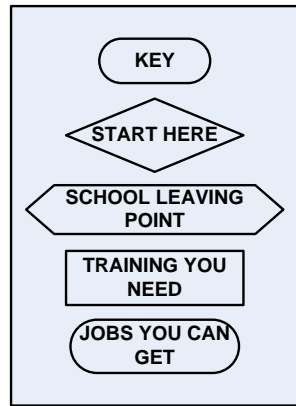 KEY
START HERE
SCHOOL LEAVING
POINT
TRAINING YOU
NEED
JOBS YOU CAN
GET